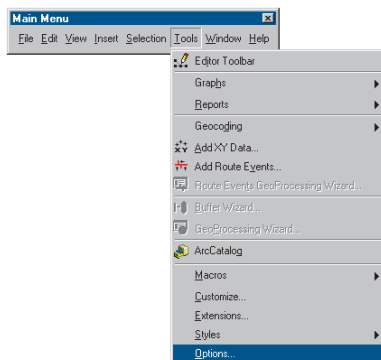 Main Menu
File Edit View Insert Selection Tools Window Help
Editor Toolbar
Graphs
Reports
Geocoding
Add XY Data...
Add Route Events...
Route Events GeoProcessing Wizard...
Buffer Wizard...
GeoProcessing Wizard...
ArcCatalog
Macros
Customize...
Extensions...
Styles
Options...